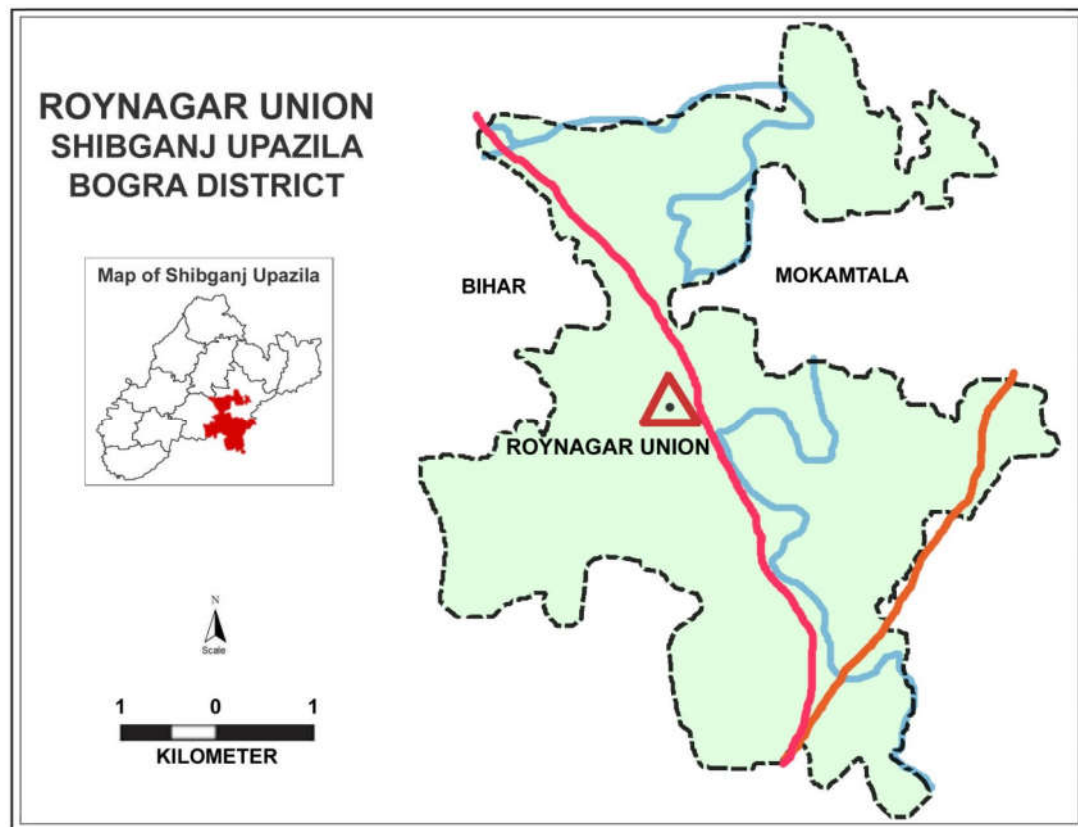 ROYNAGAR UNION
SHIBGANJ UPAZILA
BOGRA DISTRICT
Map of Shibganj Upazila
BIHAR
MOKAMTALA
ROYNAGAR UNION
N
Scale
1 0 1
KILOMETER